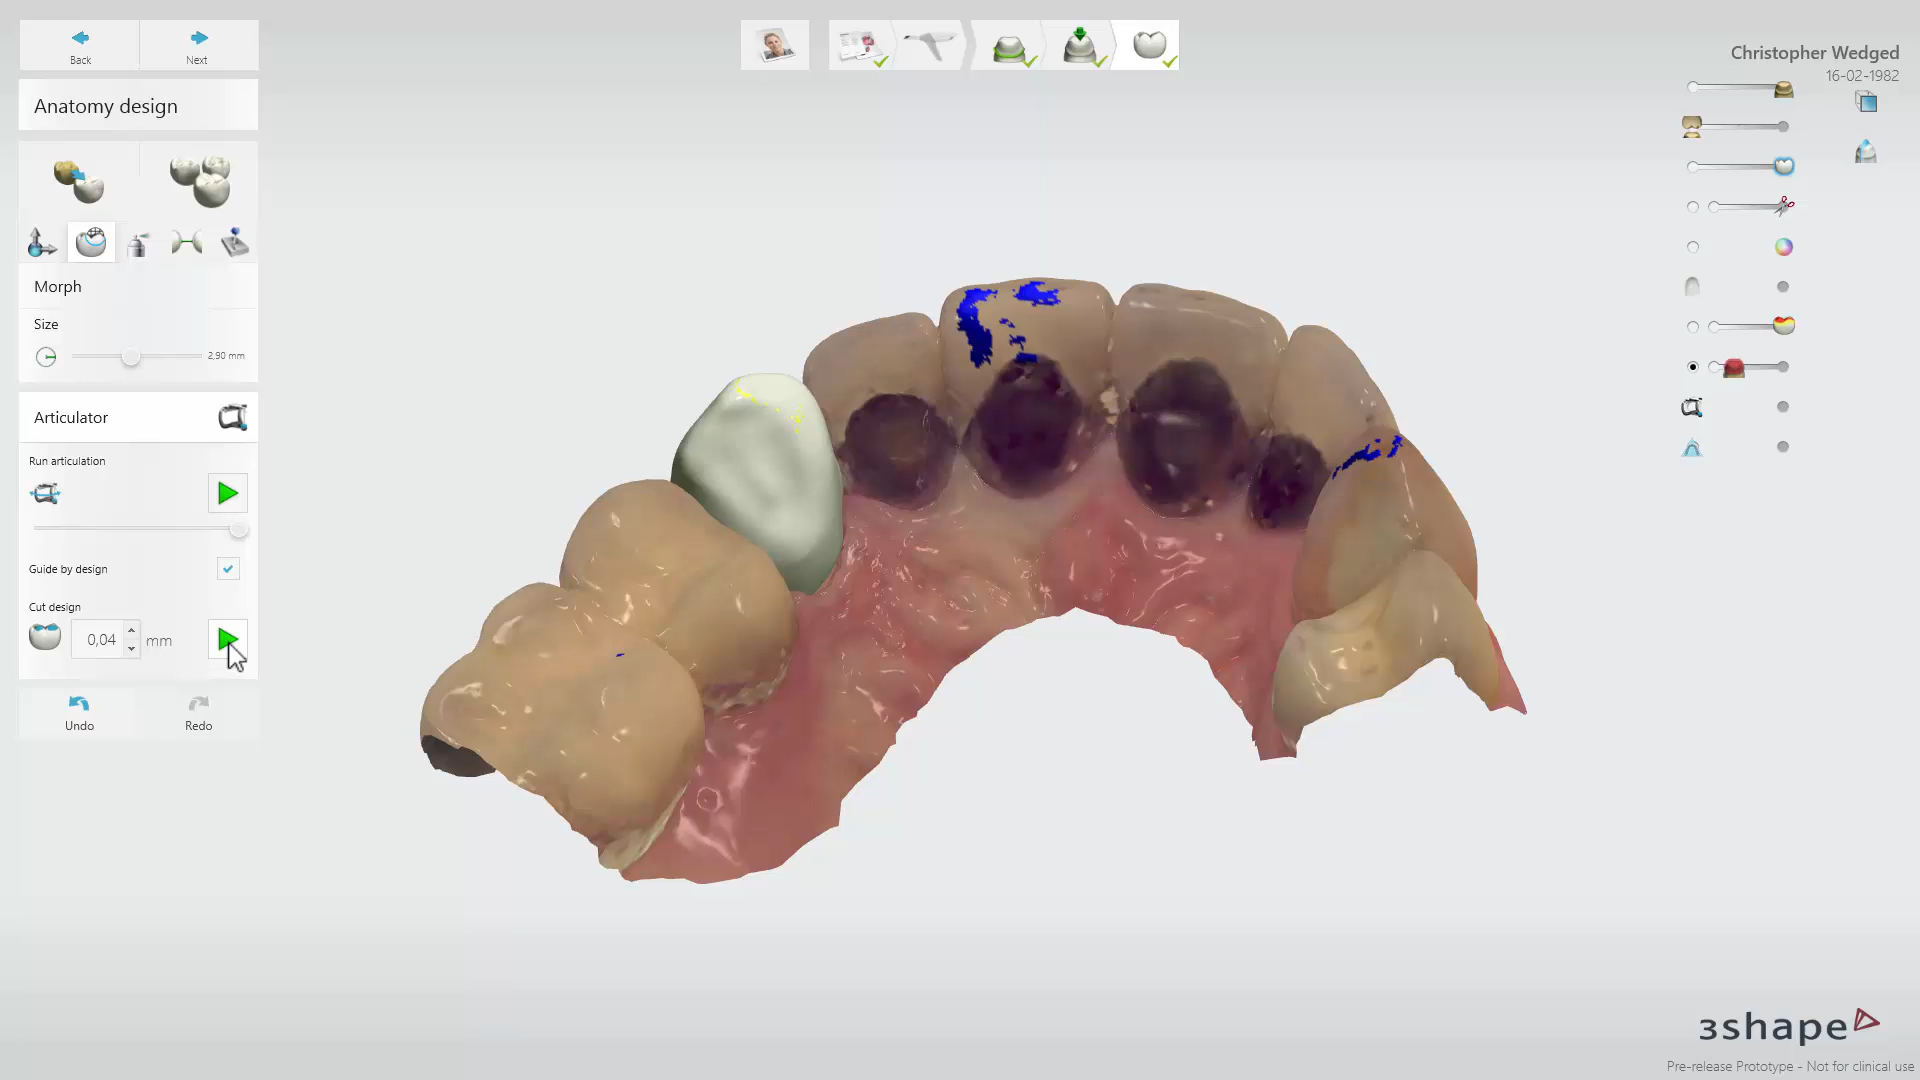 Back
Next
Christopher Wedged
16-02-1982
Anatomy design
Morph
Size
2,90 mm
Articulator
Run articulation
Guide by design
Cut design
0,04 mm
Undo
Redo
3shape
Pre-release Prototype - Not for clinical use